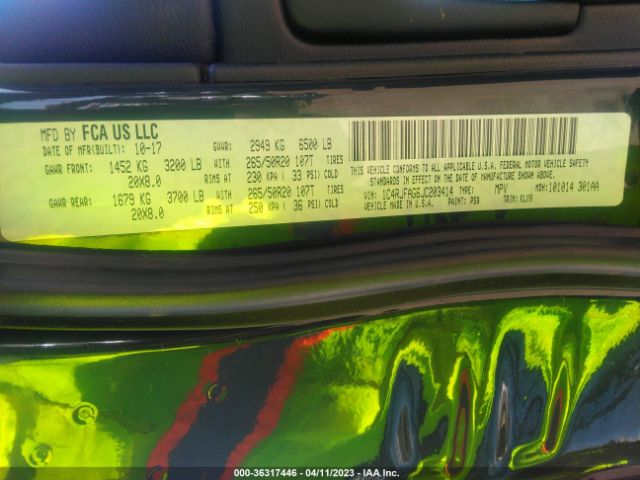 MFD BY FCA US LLC
DATE OF MFR(BUILT): 10-17 GVWR: 2949 KG 6500 LB
GAWR FRONT: 1452 KG 3200 LB WITH 265/50R20 107T TIRES
20X8.0 RIMS AT 230 KPA ( 33 PSI) COLD
GAWR REAR: 1679 KG 3700 LB WITH 265/50R20 107T TIRES
20X8.0 RIMS AT 250 KPA ( 36 PSI) COLD
THIS VEHICLE CONFORMS TO ALL APPLICABLE U.S.A. FEDERAL MOTOR VEHICLE SAFETY
STANDARDS IN EFFECT ON THE DATE OF MANUFACTURE SHOWN ABOVE.
VIN: TYPE: MPV MDH: 101014 301AA
VEHICLE MADE IN U.S.A. PAINT: TRIM:
000-36317446 - 04/11/2023 - IAA Inc.